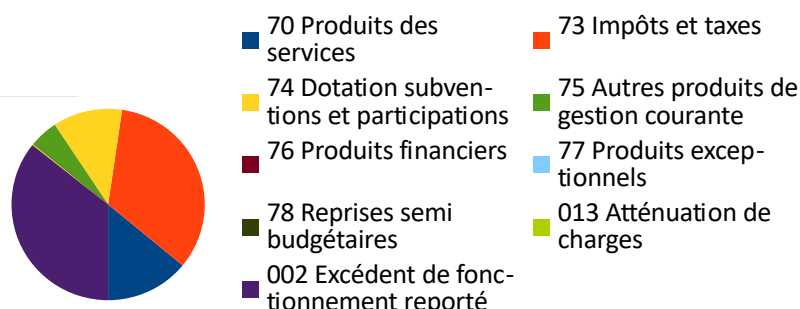 70 Produits des
services
73 Impôts et taxes
74 Dotation subven-
tions et participations
75 Autres produits de
gestion courante
76 Produits financiers
77 Produits excep-
tionnels
78 Reprises semi
budgétaires
013 Atténuation de
charges
002 Excédent de fonc-
tionnement reporté